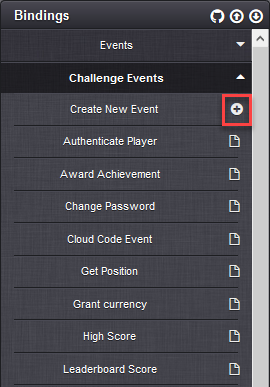 Bindings
Events
Challenge Events
Create New Event
Authenticate Player
Award Achievement
Change Password
Cloud Code Event
Get Position
Grant currency
High Score
Leaderboard Score